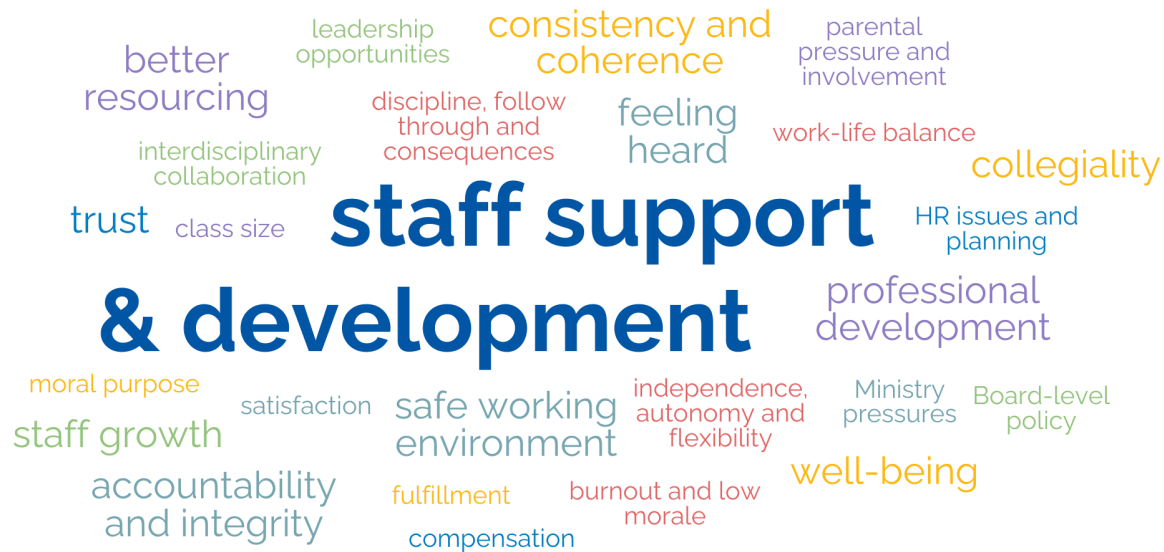 leadership
opportunities
consistency and
coherence
parental
pressure and
involvement
better
resourcing
discipline, follow
through and
consequences
feeling
heard
work-life balance
interdisciplinary
collaboration
collegiality
trust
class size
staff support
HR issues and
planning
& development
professional
development
moral purpose
satisfaction
safe working
environment
independence,
autonomy and
flexibility
Ministry
pressures
Board-level
policy
staff growth
accountability
and integrity
fulfillment
burnout and low
morale
well-being
compensation